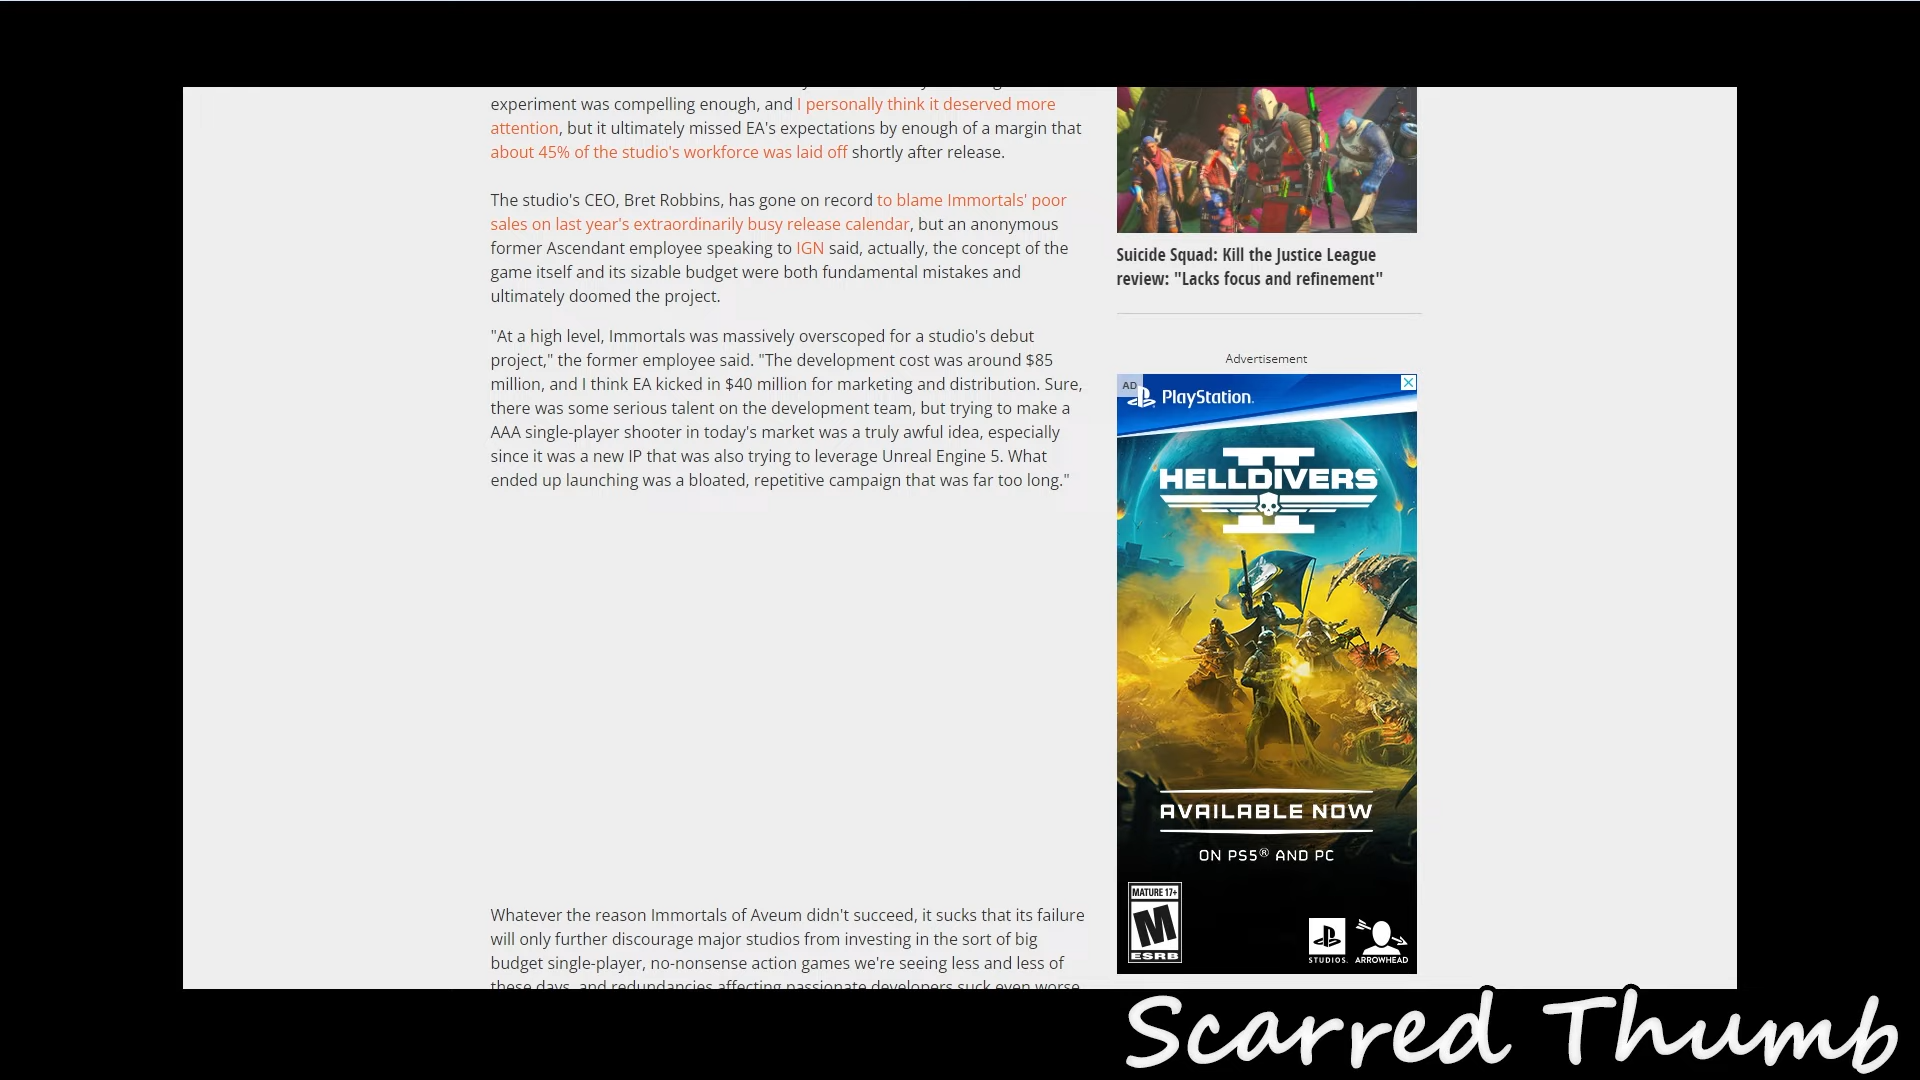 experiment was compelling enough, and I personally think it deserved more
attention, but it ultimately missed EA's expectations by enough of a margin that
about 45% of the studio's workforce was laid off shortly after release.
The studio's CEO, Bret Robbins, has gone on record to blame Immortals' poor
sales on last year's extraordinarily busy release calendar, but an anonymous
former Ascendant employee speaking to IGN said, actually, the concept of the
game itself and its sizable budget were both fundamental mistakes and
ultimately doomed the project.
"At a high level, Immortals was massively overscoped for a studio's debut
project," the former employee said. "The development cost was around $85
million, and I think EA kicked in $40 million for marketing and distribution. Sure,
there was some serious talent on the development team, but trying to make a
AAA single-player shooter in today's market was a truly awful idea, especially
since it was a new IP that was also trying to leverage Unreal Engine 5. What
ended up launching was a bloated, repetitive campaign that was far too long."
Whatever the reason Immortals of Aveum didn't succeed, it sucks that its failure
will only further discourage major studios from investing in the sort of big
budget single-player, no-nonsense action games we're seeing less and less of
these days, and redundancies affecting passionate developers suck even worse.
Suicide Squad: Kill the Justice League
review: "Lacks focus and refinement"
Advertisement
AD
PlayStation.
II
HELLDIVERS
AVAILABLE NOW
ON PS5® AND PC
MATURE 17+
M
ESRB
STUDIOS.
ARROWHEAD
Scarred Thumb